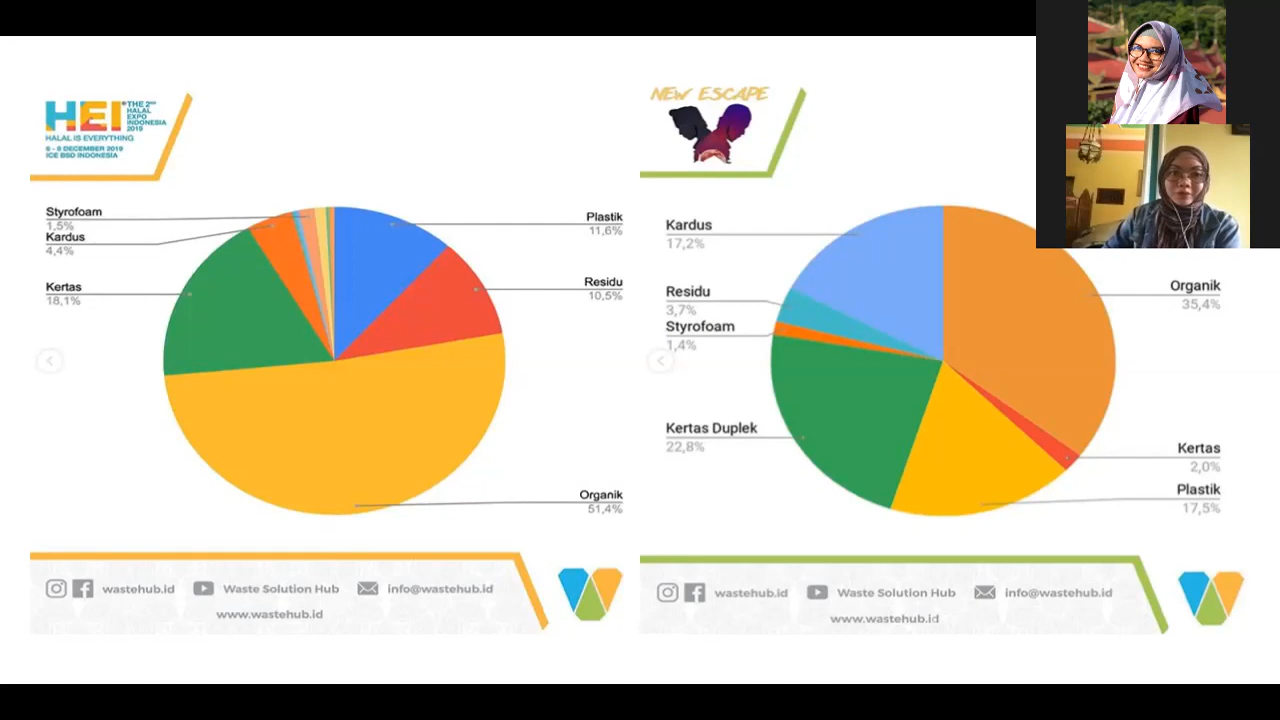 HEI
THE 2ND
HALAL
EXPO
INDONESIA
2019
HALAL IS EVERYTHING
6 - 8 DECEMBER 2019
ICE BSD INDONESIA
Styrofoam
1,5%
Kardus
4,4%
Kertas
18,1%
Plastik
11,6%
Residu
10,5%
Organik
51,4%
wastehub.id Waste Solution Hub info@wastehub.id
www.wastehub.id
NEW ESCAPE
Kardus
17,2%
Residu
3,7%
Styrofoam
1,4%
Kertas Duplek
22,8%
Organik
35,4%
Kertas
2,0%
Plastik
17,5%
wastehub.id Waste Solution Hub info@wastehub.id
www.wastehub.id